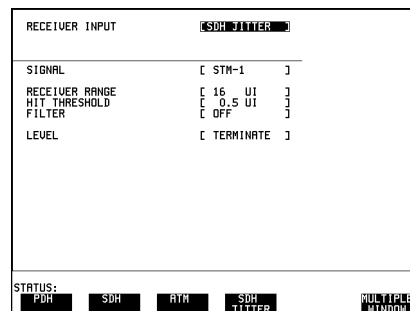 RECEIVER INPUT [SDH JITTER ]
SIGNAL [ STM-1 ]
RECEIVER RANGE [ 16 UI ]
HIT THRESHOLD [ 0.5 UI ]
FILTER [ OFF ]
LEVEL [ TERMINATE ]
STATUS:
PDH SDH ATM SDH JITTER MULTIPLE WINDOW